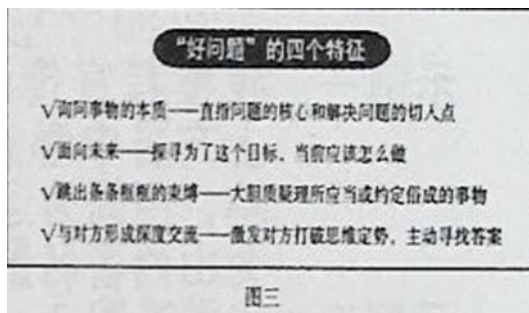 “好问题”的四个特征
√询问事物的本质——直指问题的核心和解决问题的切入点
√面向未来——探寻为了这个目标，当前应该怎么做
√跳出条条框框的束缚——大胆质疑理所应当或约定俗成的事物
√与对方形成深度交流——激发对方打破思维定势，主动寻找答案
图三